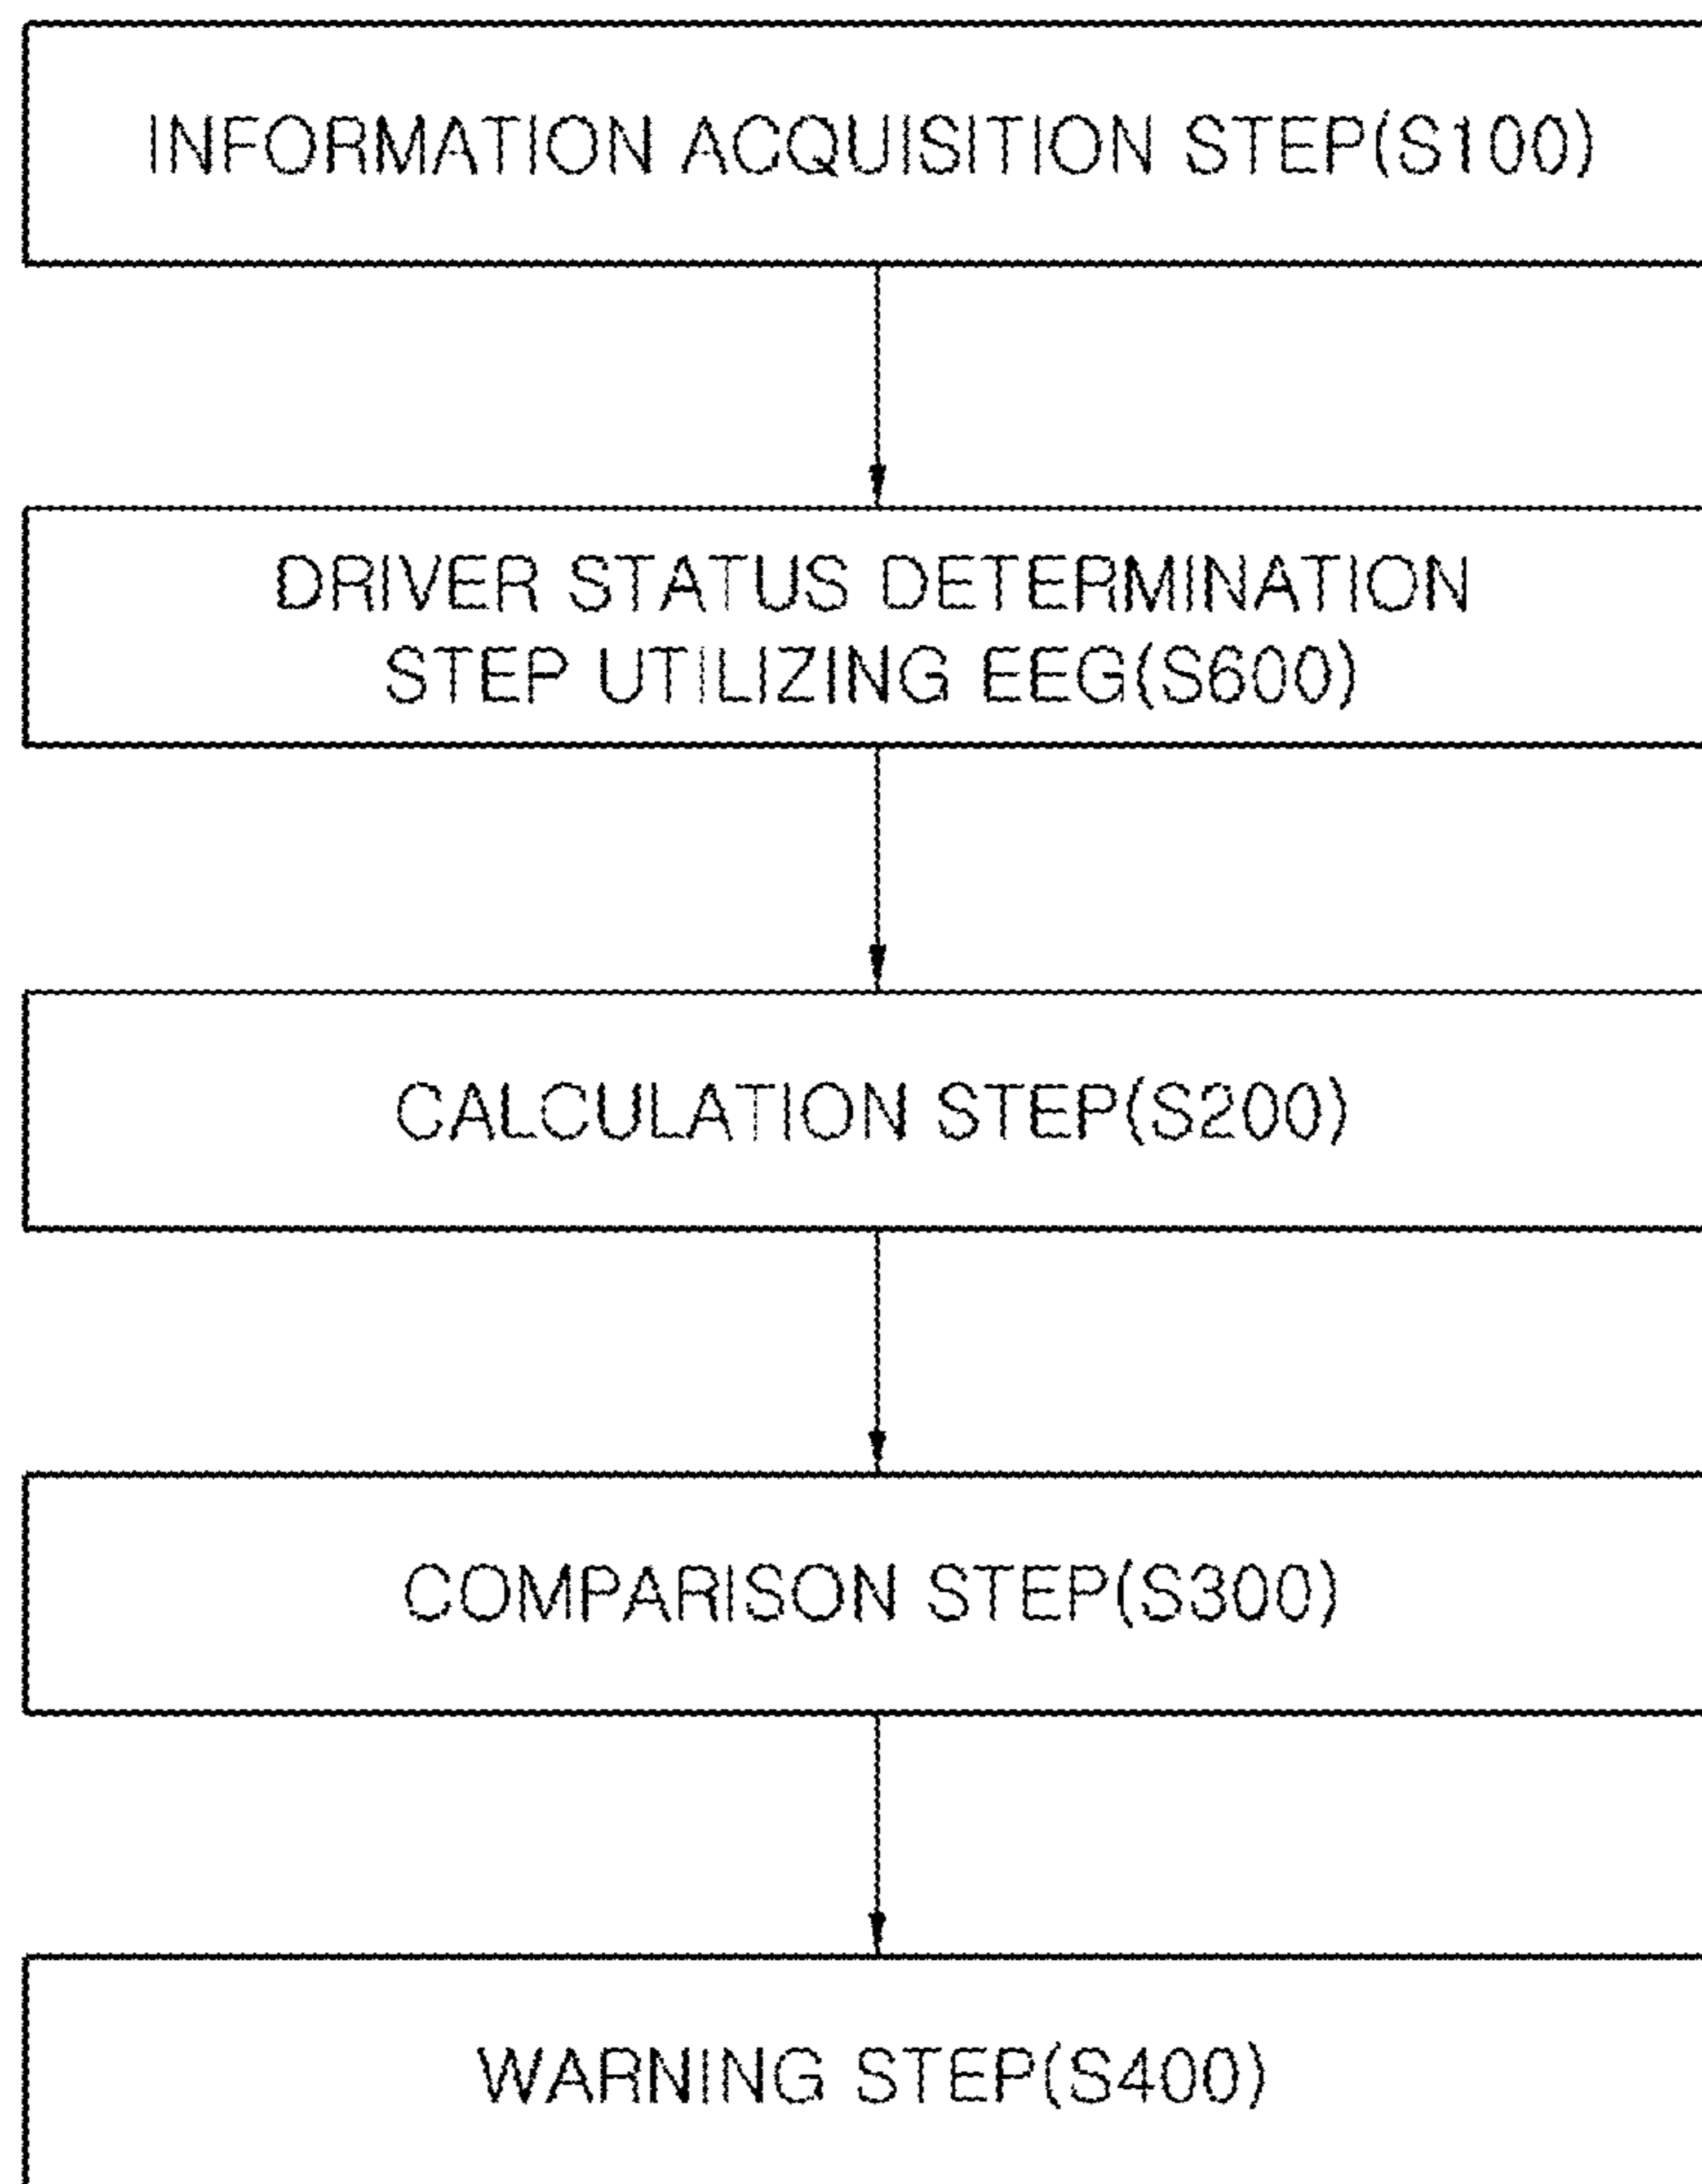 INFORMATION ACQUISITION STEP(S100)
DRIVER STATUS DETERMINATION
STEP UTILIZING EEG(S600)
CALCULATION STEP(S200)
COMPARISON STEP(S300)
WARNING STEP(S400)